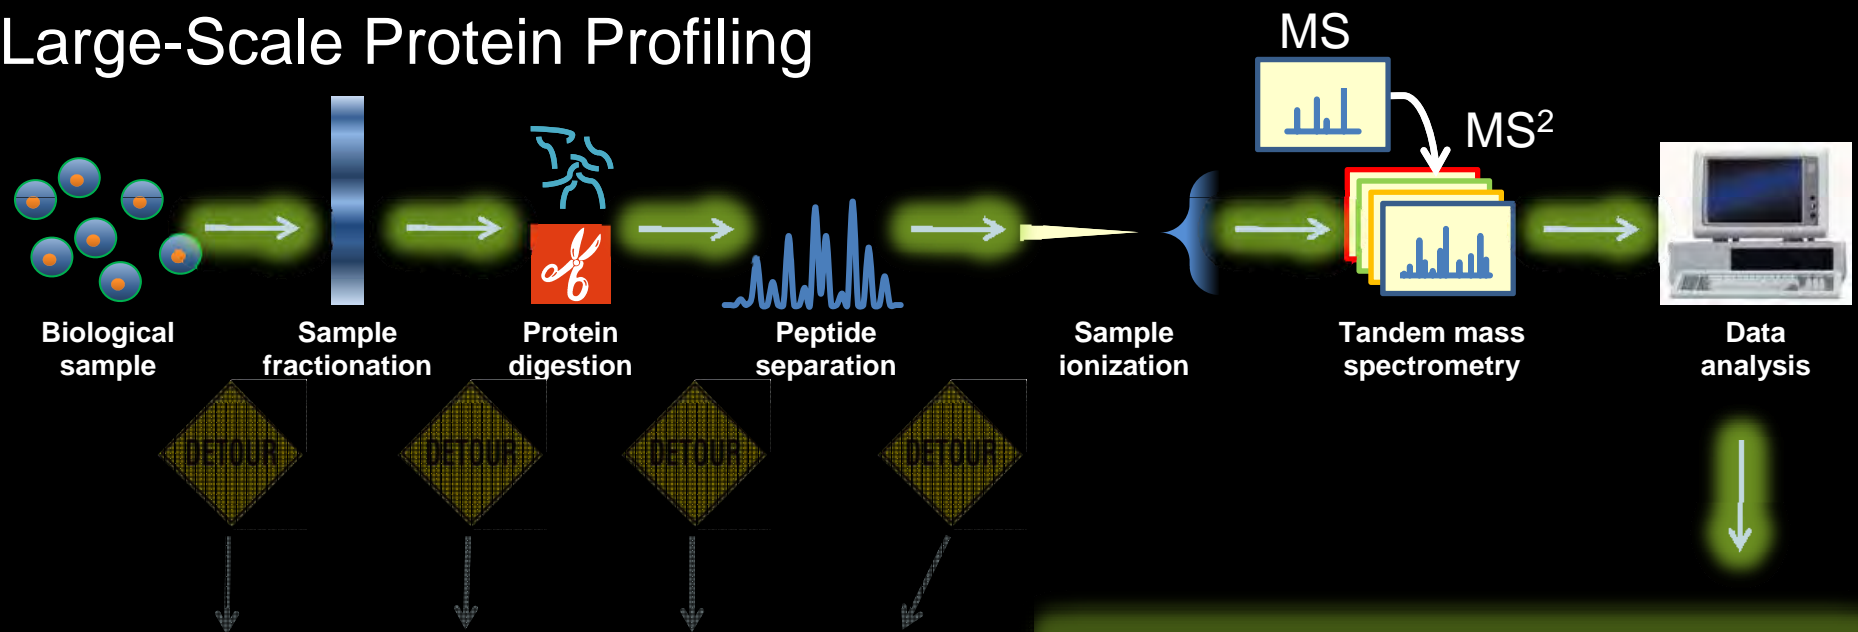 Large-Scale Protein Profiling
MS
MS²
Biological
sample
Sample
fractionation
Protein
digestion
Peptide
separation
Sample
ionization
Tandem mass
spectrometry
Data
analysis
DETOUR
DETOUR
DETOUR
DETOUR